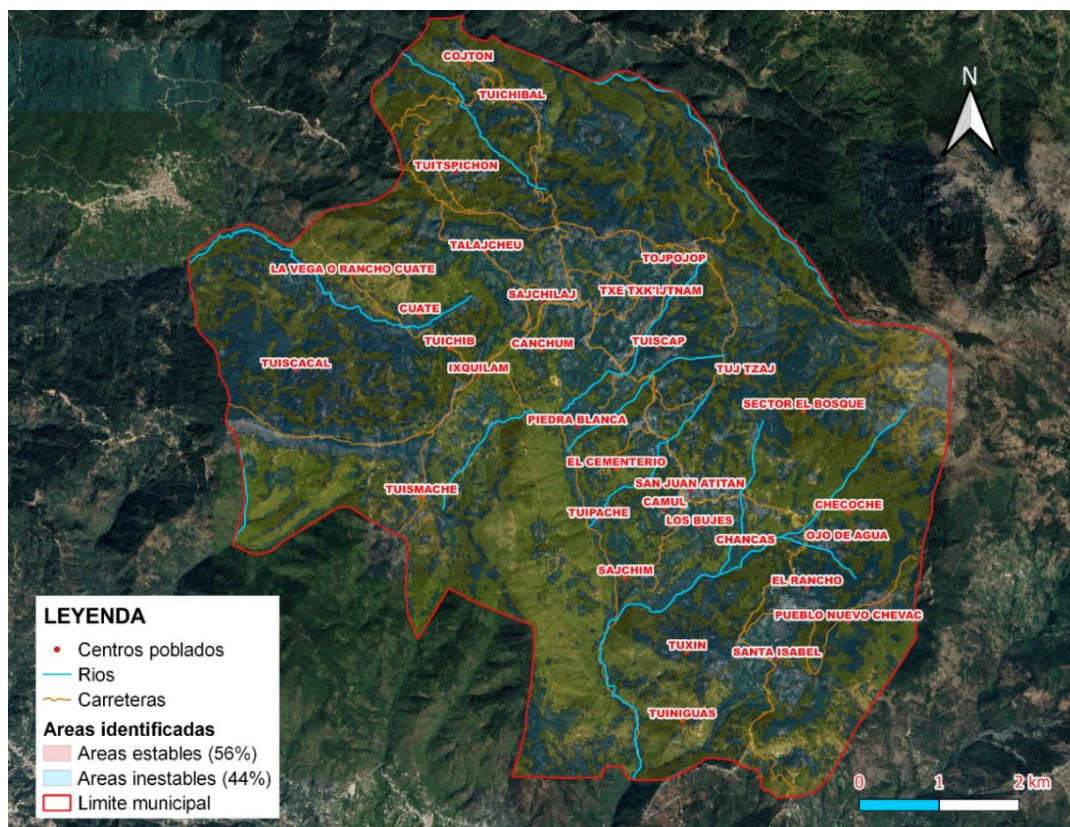 N
COJTON
TUICHIBAL
TUITSPICHON
TALAJCHEU
TOJPOJOP
LA VEGA O RANCHO CUATE
TXE TXK'IJTNAM
SAJCHILAJ
CUATE
TUICHIB
CANCHUM
TUISCAP
TUISCACAL
IXQUILAM
TUJ TZAJ
SECTOR EL BOSQUE
PIEDRA BLANCA
EL CEMENTERIO
SAN JUAN ATITAN
TUISMACHE
CAMUL
CHECOCHE
TUIPACHE
LOS BUJES
CHANCAS
OJO DE AGUA
SAJCHIM
EL RANCHO
PUEBLO NUEVO CHEVAC
TUXIN
SANTA ISABEL
TUINIGUAS
LEYENDA
Centros poblados
Rios
Carreteras
Areas identificadas
Areas estables (56%)
Areas inestables (44%)
Limite municipal
0 1 2 km